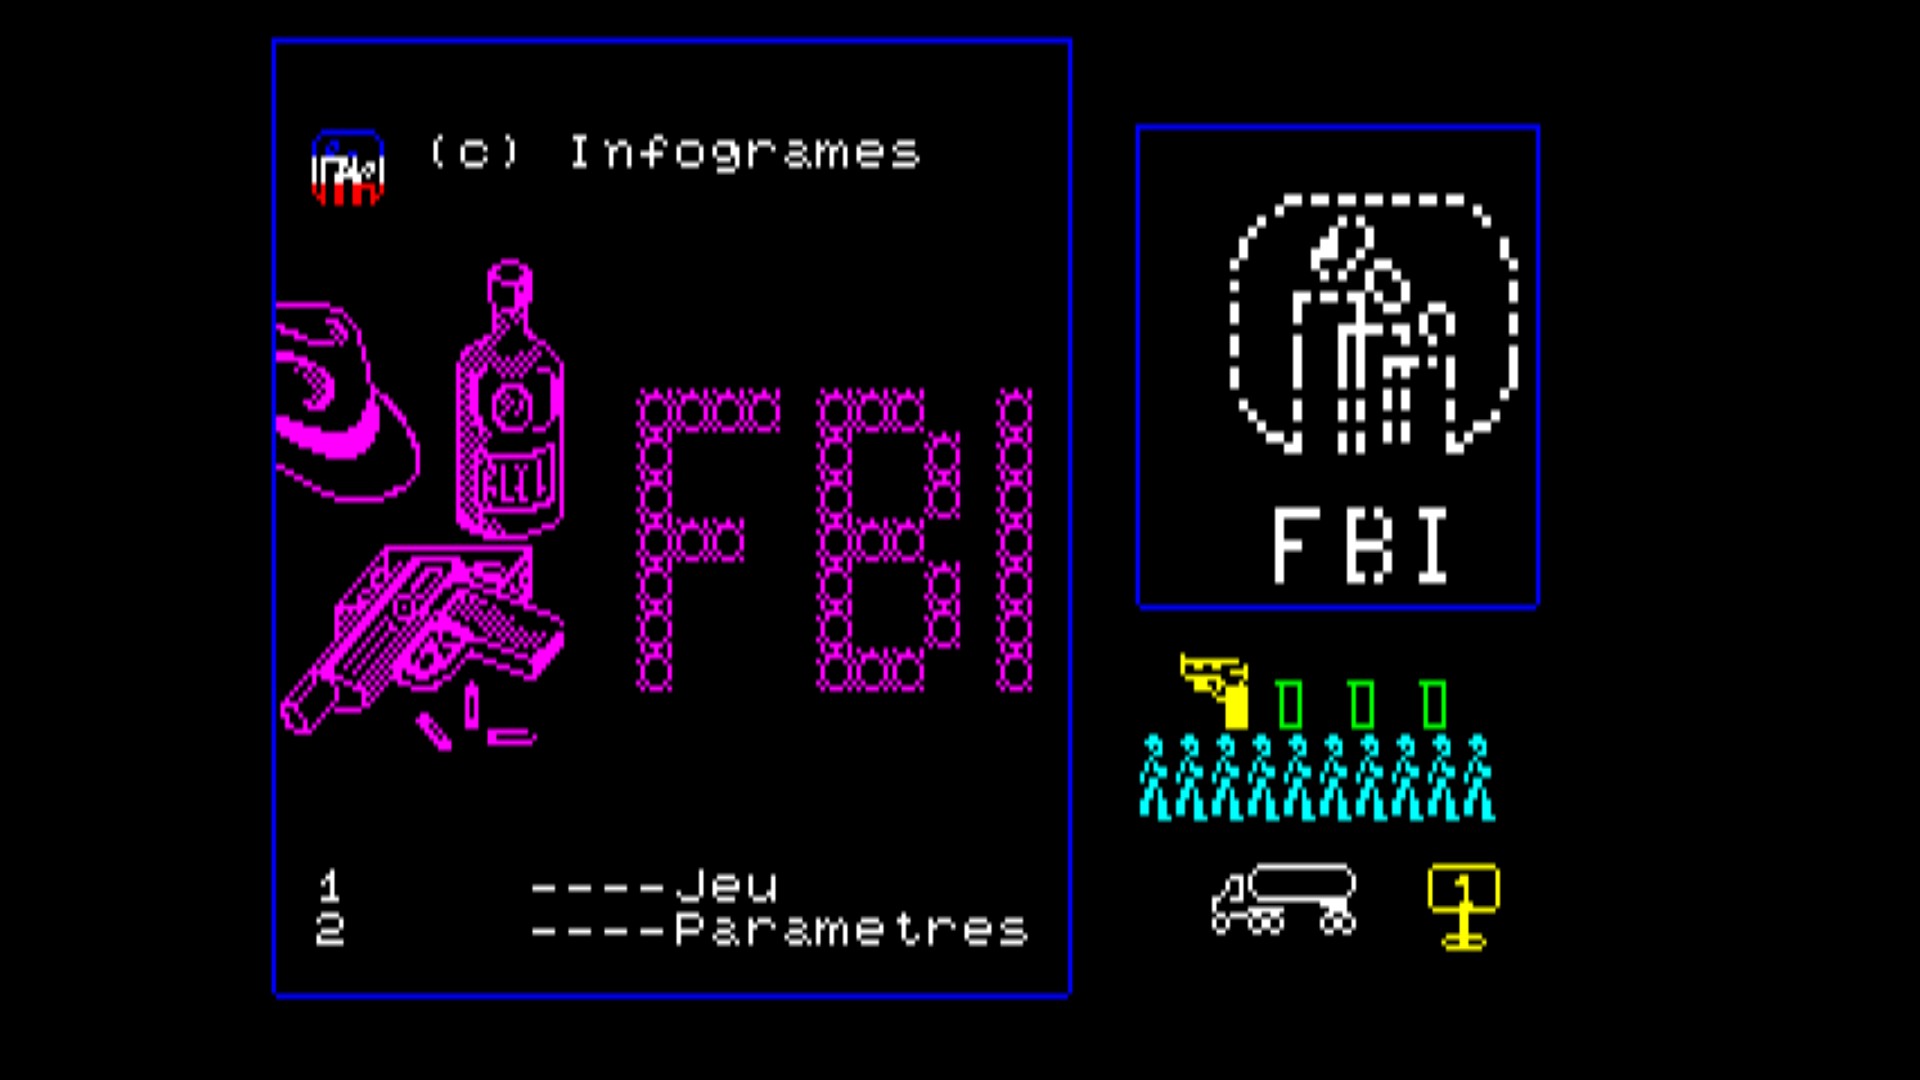 (c) Infogrames
FBI
1 ----Jeu
2 ----Parametres
FBI
1